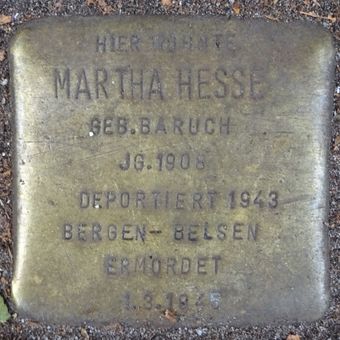 HIER WOHNTE
MARTHA HESSE
GEB. BARUCH
JG. 1908
DEPORTIERT 1943
BERGEN-BELSEN
ERMORDET
1.3.1945